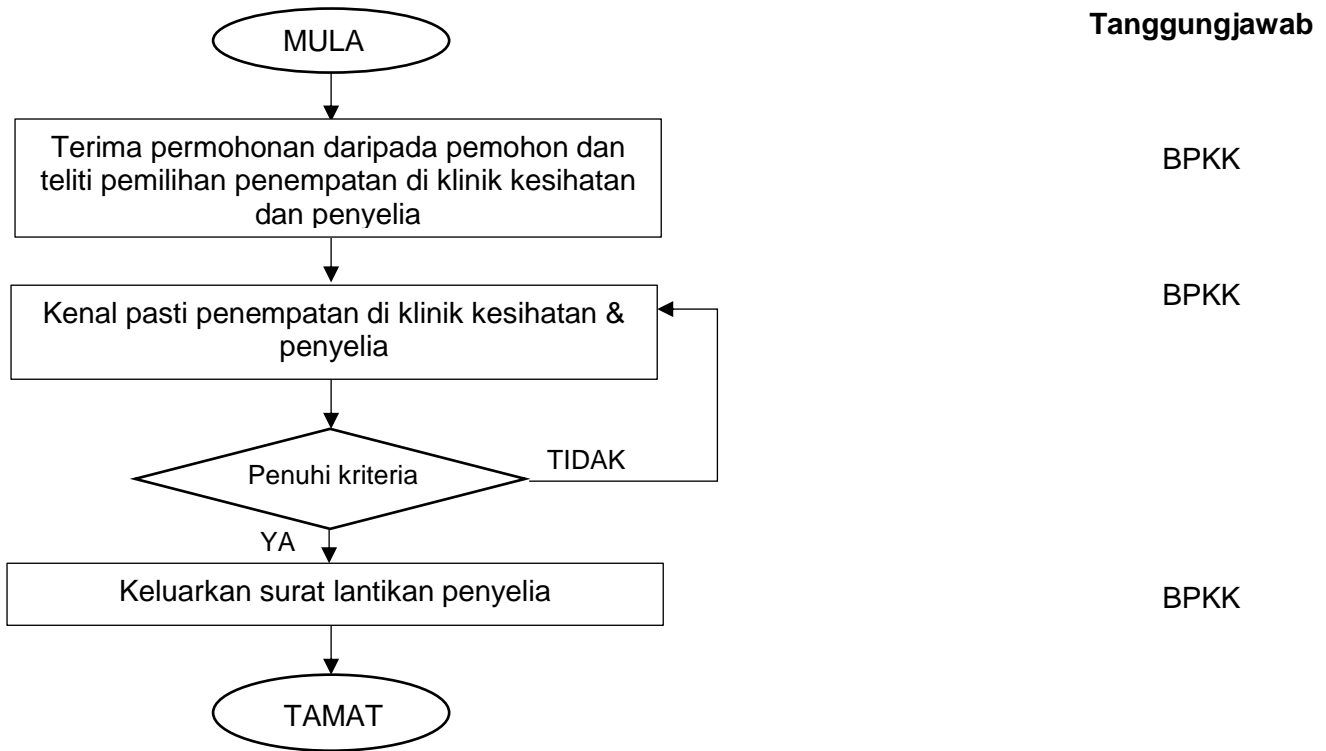 MULA
Tanggungjawab
Terima permohonan daripada pemohon dan
teliti pemilihan penempatan di klinik kesihatan
dan penyelia
BPKK
Kenal pasti penempatan di klinik kesihatan &
penyelia
BPKK
Penuhi kriteria
TIDAK
YA
Keluarkan surat lantikan penyelia
BPKK
TAMAT